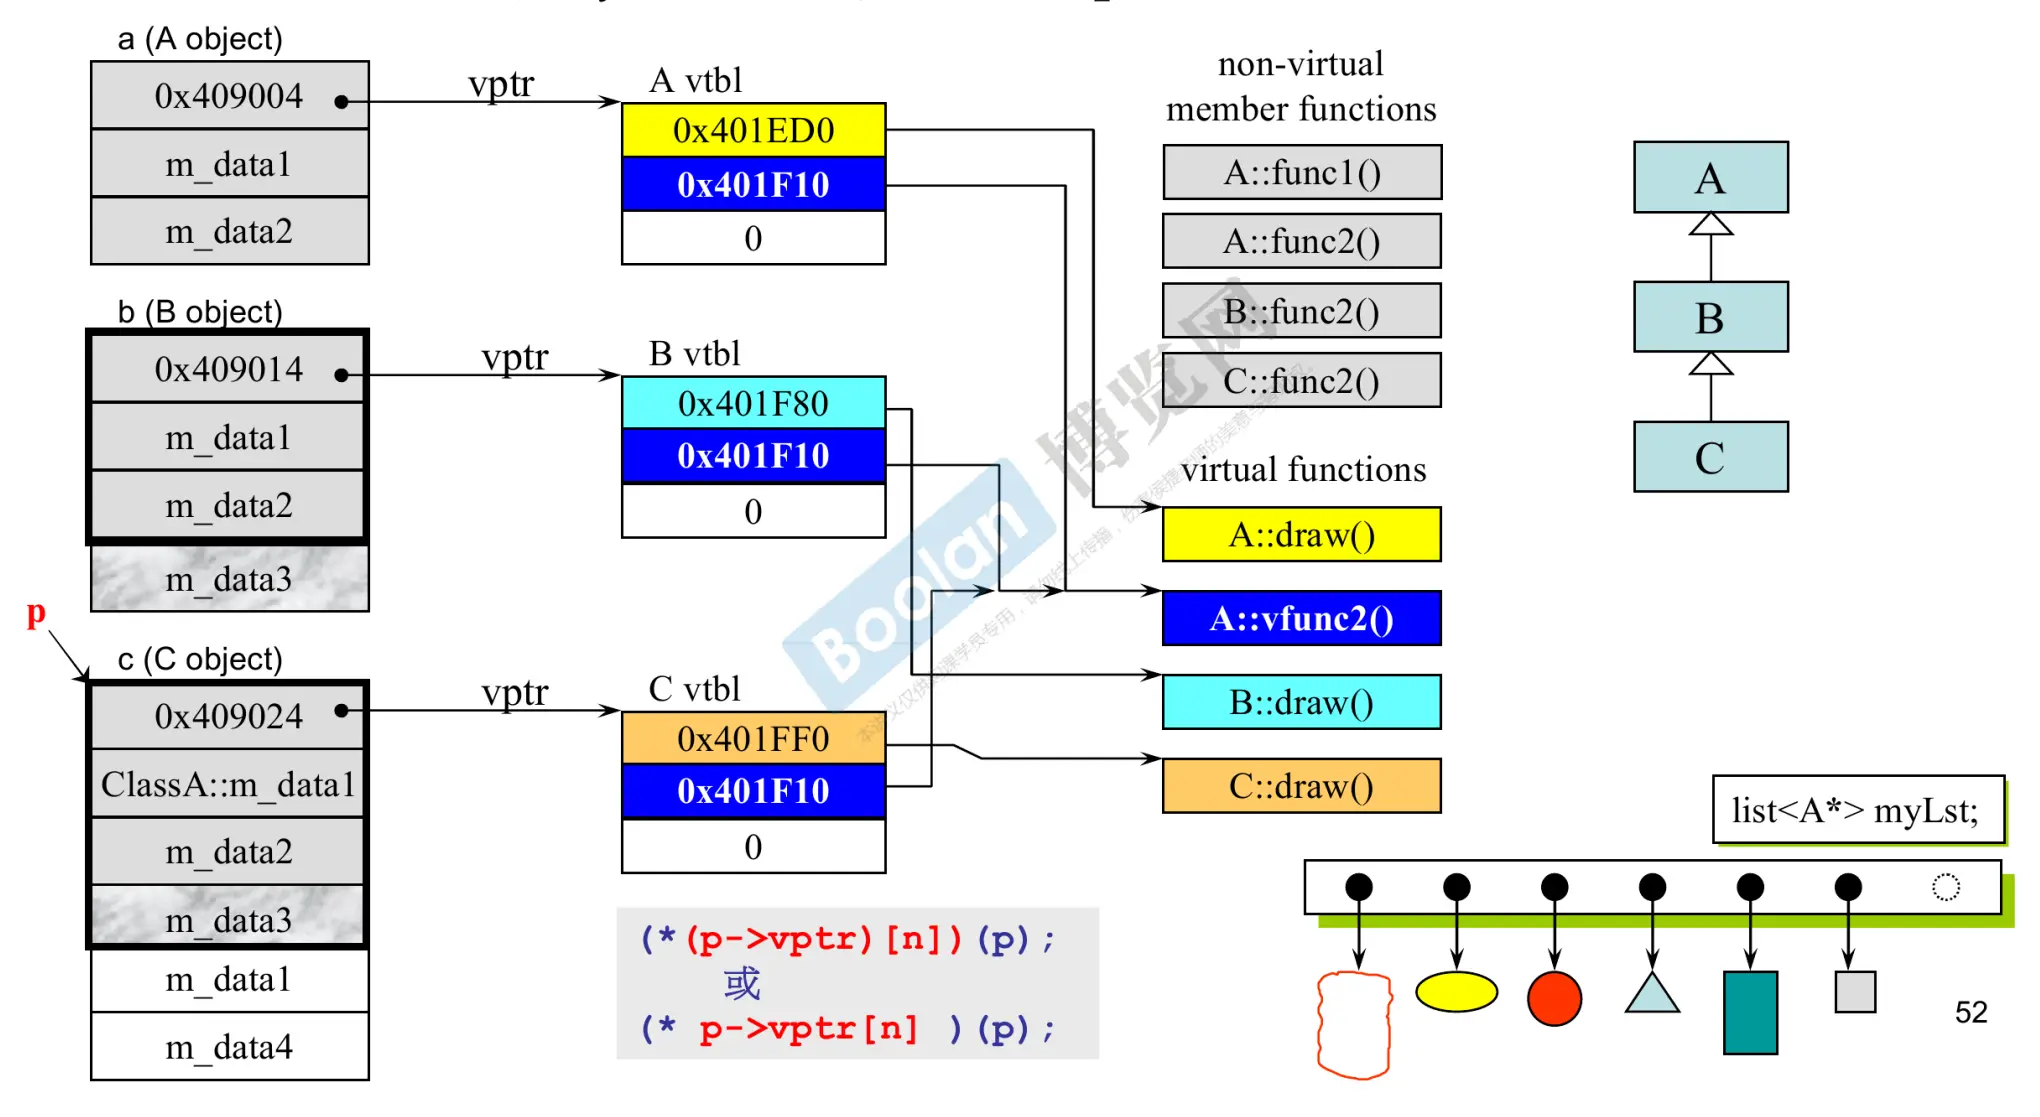 a (A object)
0x409004
m_data1
m_data2
vptr
A vtbl
0x401ED0
0x401F10
0
b (B object)
0x409014
m_data1
m_data2
m_data3
vptr
B vtbl
0x401F80
0x401F10
0
p
c (C object)
0x409024
ClassA::m_data1
m_data2
m_data3
m_data1
m_data4
vptr
C vtbl
0x401FF0
0x401F10
0
(*(p->vptr)[n])(p);
或
(* p->vptr[n] )(p);
non-virtual
member functions
A::func1()
A::func2()
B::func2()
C::func2()
virtual functions
A::draw()
A::vfunc2()
B::draw()
C::draw()
A
B
C
list<A*> myLst;
52
Boolan
博览网